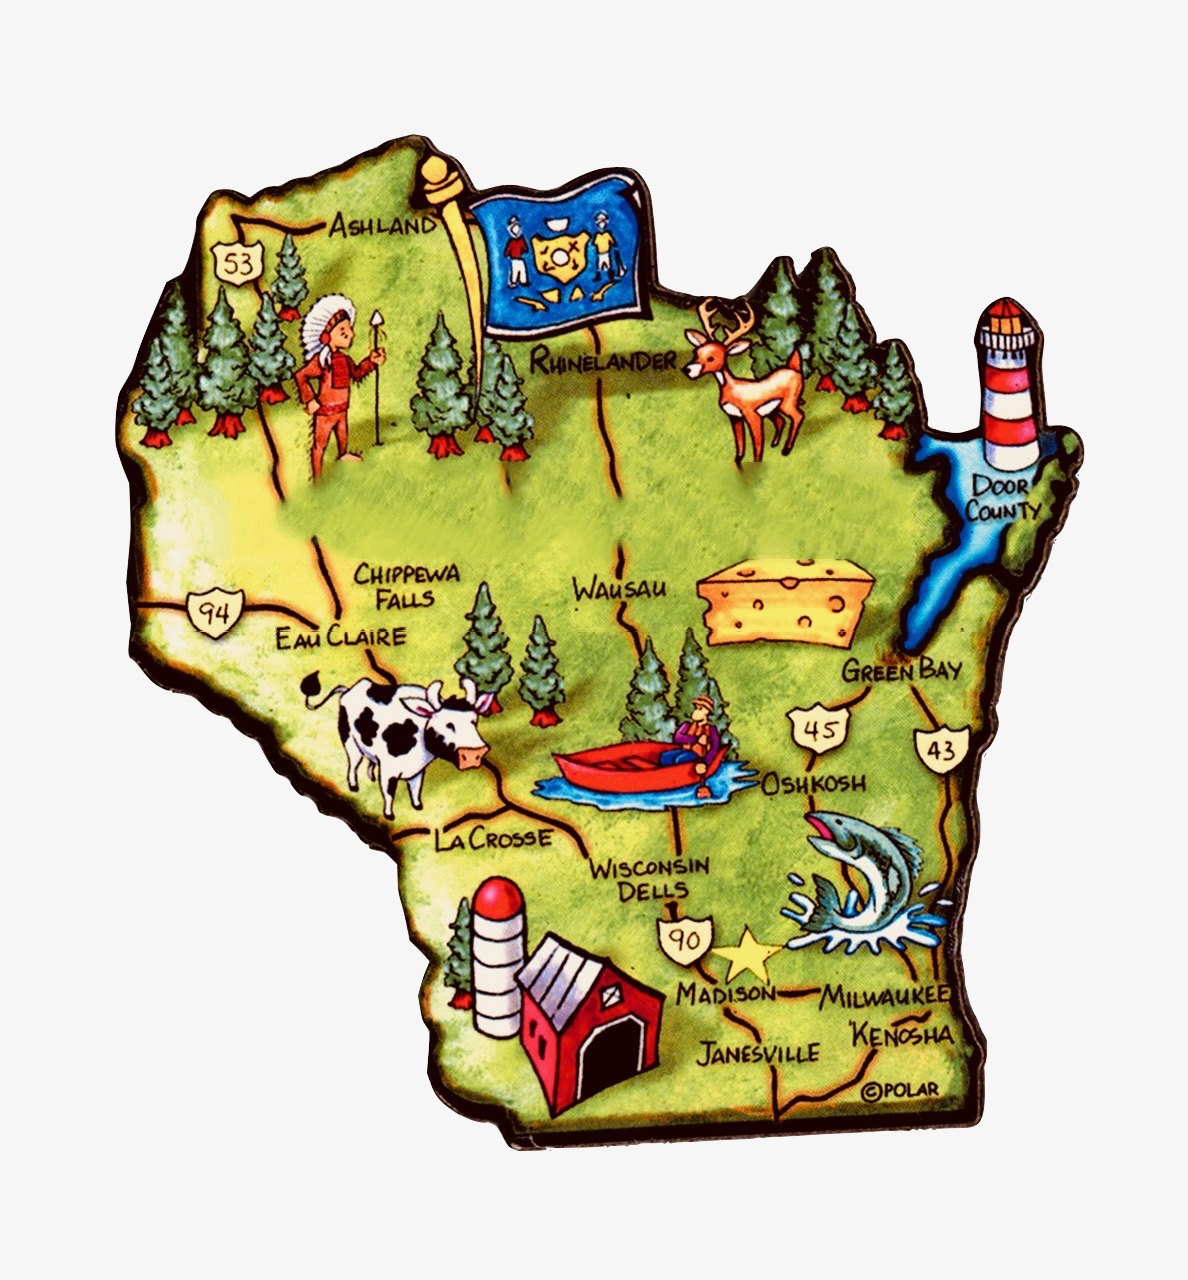 ASHLAND
53
RHINELANDER
DOOR
COUNTY
CHIPPEWA
FALLS
WAUSAU
94
EAU CLAIRE
GREEN BAY
45
43
OSHKOSH
LA CROSSE
WISCONSIN
DELLS
90
MADISON
MILWAUKEE
KENOSHA
JANESVILLE
©POLAR